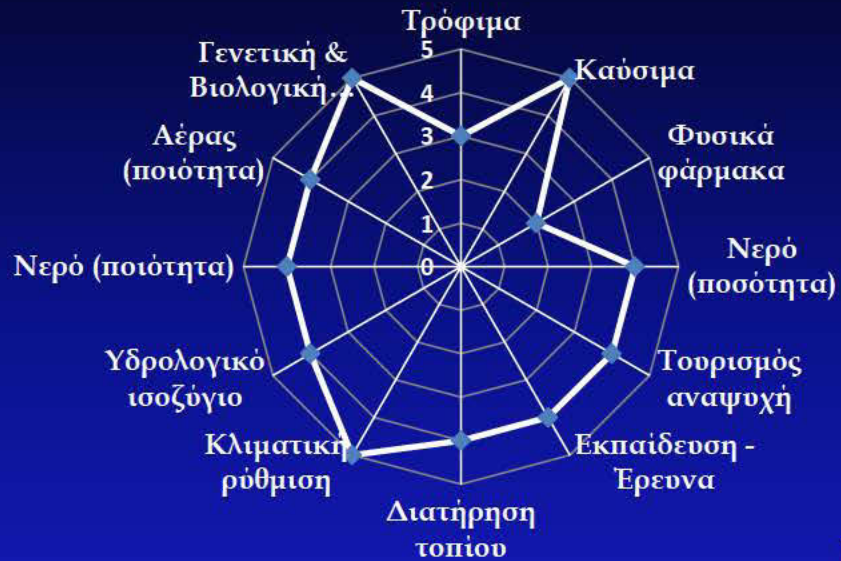 Τρόφιμα
Καύσιμα
Φυσικά
φάρμακα
Νερό
(ποσότητα)
Τουρισμός
αναψυχή
Εκπαίδευση -
Έρευνα
Διατήρηση
τοπίου
Κλιματική
ρύθμιση
Υδρολογικό
ισοζύγιο
Νερό (ποιότητα)
Αέρας
(ποιότητα)
Γενετική &
Βιολογική...
5
4
3
2
1
0